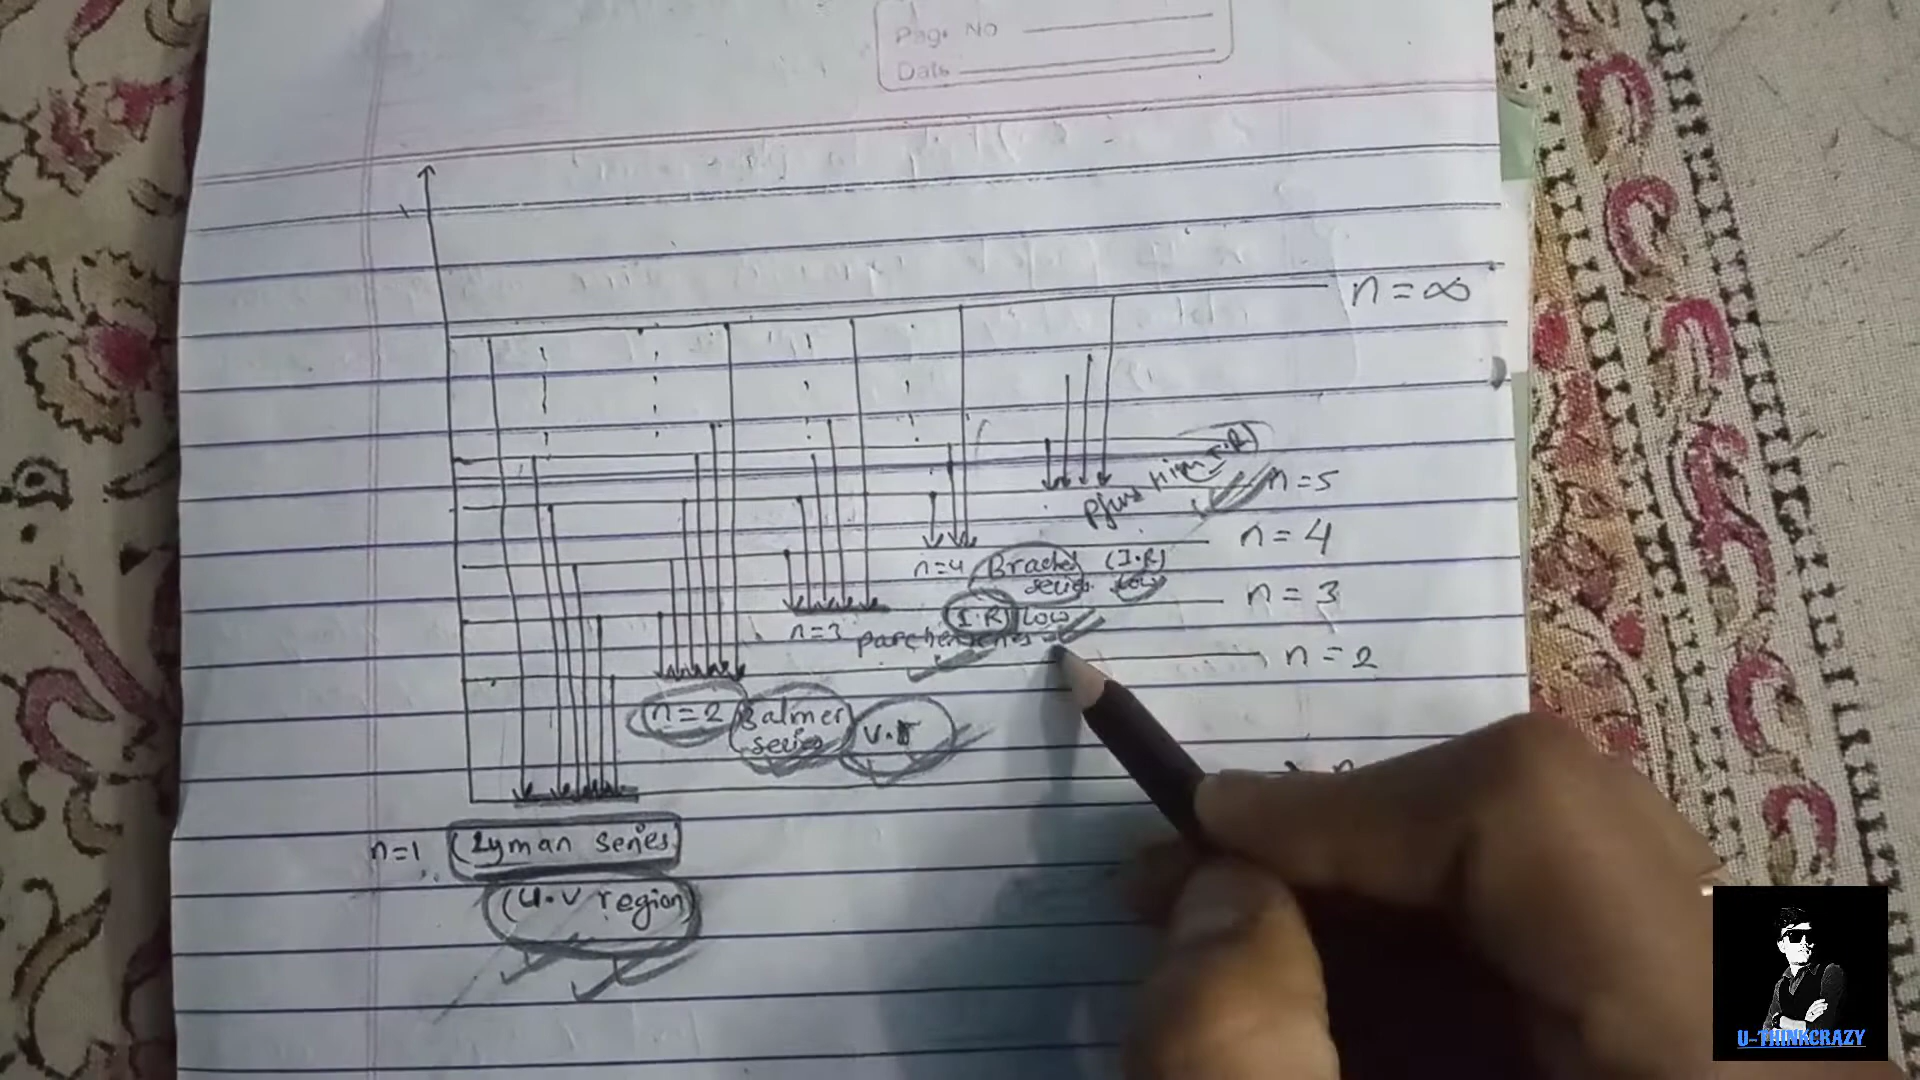 Page No
Date
n = ∞
High I.R)
n = 5
n = 4
n=4 Bracket (I.R)
series Low
n = 3
(I.R) Low
n=3
n = 2
n=2 Balmer
series V.
n=1 (Lyman series)
(U.V region)
U-THINKCRAZY